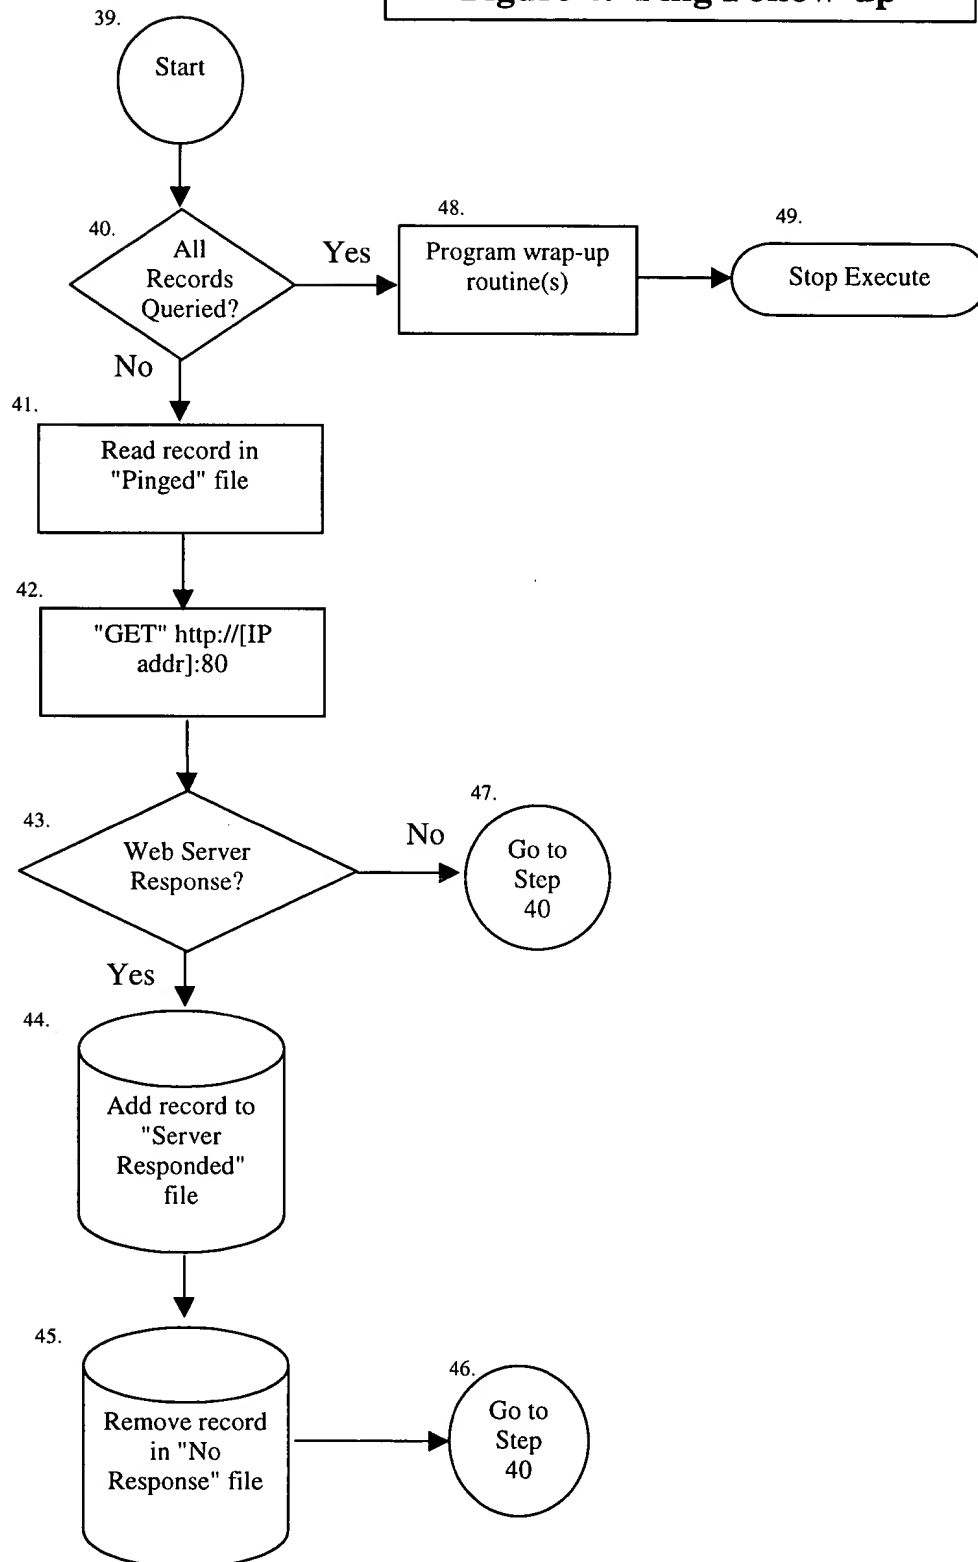 39.
Start
40.
All
Records
Queried?
Yes
No
48.
Program wrap-up
routine(s)
49.
Stop Execute
41.
Read record in
"Pinged" file
42.
"GET" http://[IP
addr]:80
43.
Web Server
Response?
No
47.
Go to
Step
40
Yes
44.
Add record to
"Server
Responded"
file
45.
Remove record
in "No
Response" file
46.
Go to
Step
40